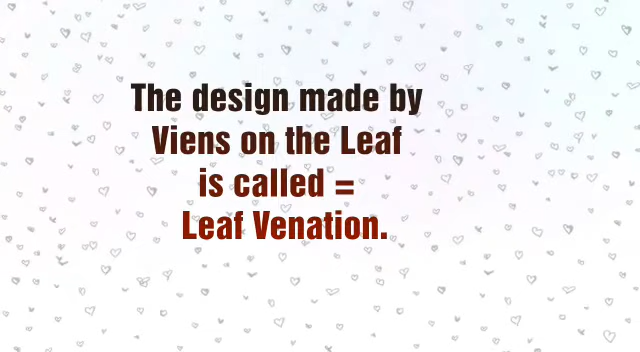 The design made by
Viens on the Leaf
is called =
Leaf Venation.